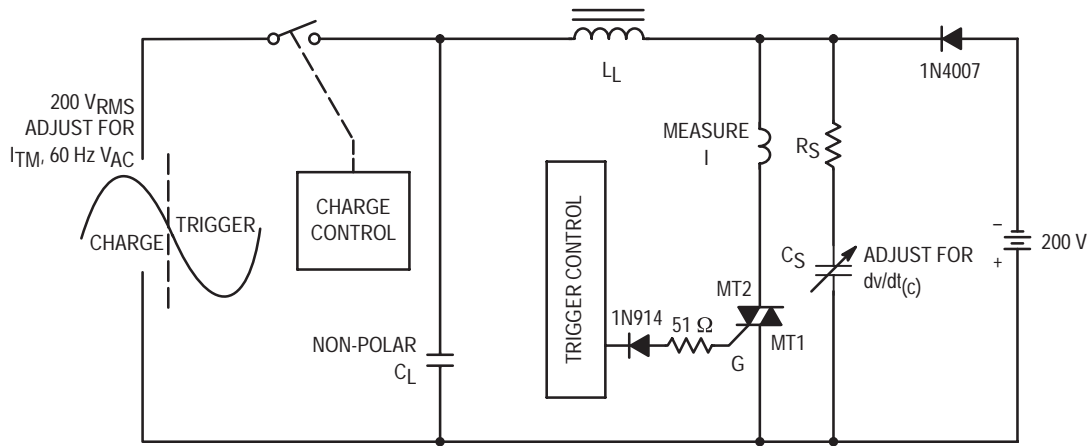 200 VRMS
ADJUST FOR
ITM, 60 Hz VAC
CHARGE
TRIGGER
CHARGE
CONTROL
NON-POLAR
CL
LL
TRIGGER CONTROL
1N914
51 Ω
G
MEASURE
I
MT2
MT1
RS
CS
ADJUST FOR
dv/dt(c)
1N4007
–
+
200 V